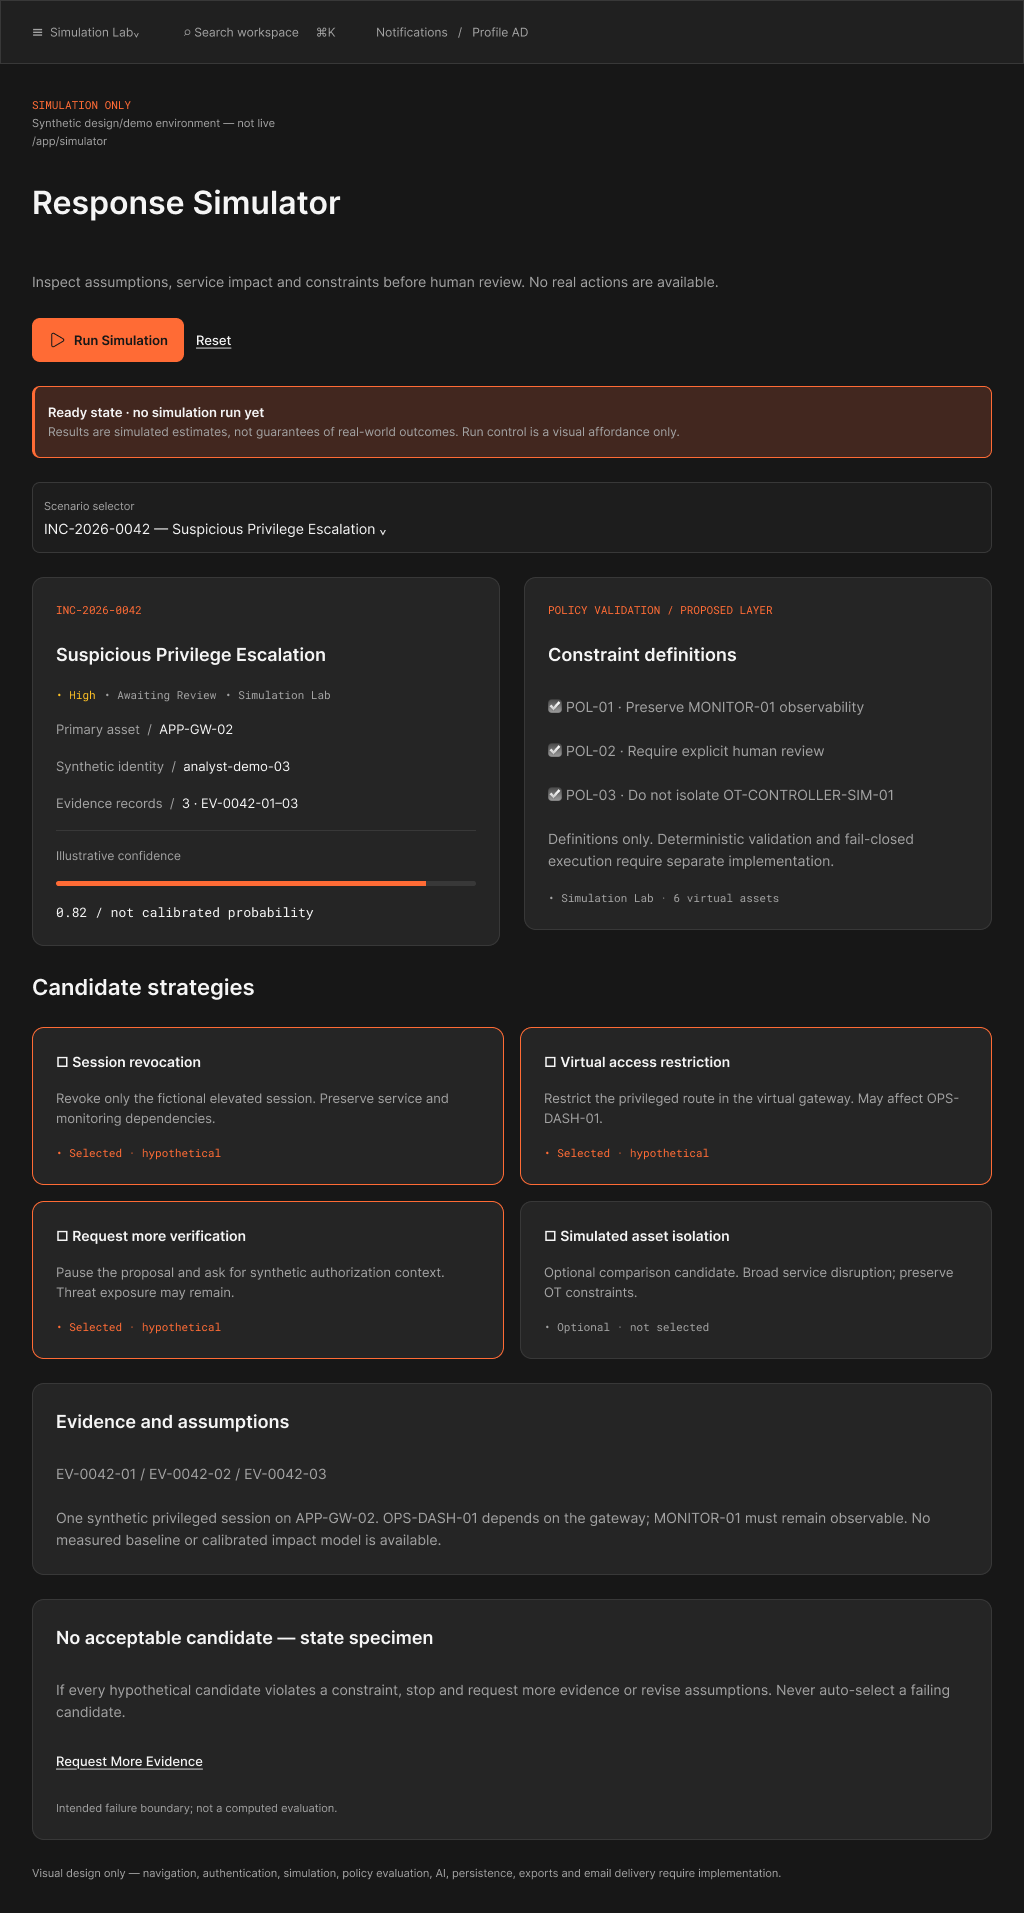 ≡ Simulation Lab˅ ⌕ Search workspace ⌘K Notifications / Profile AD
SIMULATION ONLY
Synthetic design/demo environment — not live
/app/simulator
Response Simulator
Inspect assumptions, service impact and constraints before human review. No real actions are available.
Run Simulation Reset
Ready state · no simulation run yet
Results are simulated estimates, not guarantees of real-world outcomes. Run control is a visual affordance only.
Scenario selector
INC-2026-0042 — Suspicious Privilege Escalation ˅
INC-2026-0042
Suspicious Privilege Escalation
• High • Awaiting Review • Simulation Lab
Primary asset / APP-GW-02
Synthetic identity / analyst-demo-03
Evidence records / 3 · EV-0042-01–03
Illustrative confidence
0.82 / not calibrated probability
POLICY VALIDATION / PROPOSED LAYER
Constraint definitions
POL-01 · Preserve MONITOR-01 observability
POL-02 · Require explicit human review
POL-03 · Do not isolate OT-CONTROLLER-SIM-01
Definitions only. Deterministic validation and fail-closed
execution require separate implementation.
• Simulation Lab · 6 virtual assets
Candidate strategies
☐ Session revocation
Revoke only the fictional elevated session. Preserve service and
monitoring dependencies.
• Selected · hypothetical
☐ Virtual access restriction
Restrict the privileged route in the virtual gateway. May affect OPS-
DASH-01.
• Selected · hypothetical
☐ Request more verification
Pause the proposal and ask for synthetic authorization context.
Threat exposure may remain.
• Selected · hypothetical
☐ Simulated asset isolation
Optional comparison candidate. Broad service disruption; preserve
OT constraints.
• Optional · not selected
Evidence and assumptions
EV-0042-01 / EV-0042-02 / EV-0042-03
One synthetic privileged session on APP-GW-02. OPS-DASH-01 depends on the gateway; MONITOR-01 must remain observable. No
measured baseline or calibrated impact model is available.
No acceptable candidate — state specimen
If every hypothetical candidate violates a constraint, stop and request more evidence or revise assumptions. Never auto-select a failing
candidate.
Request More Evidence
Intended failure boundary; not a computed evaluation.
Visual design only — navigation, authentication, simulation, policy evaluation, AI, persistence, exports and email delivery require implementation.